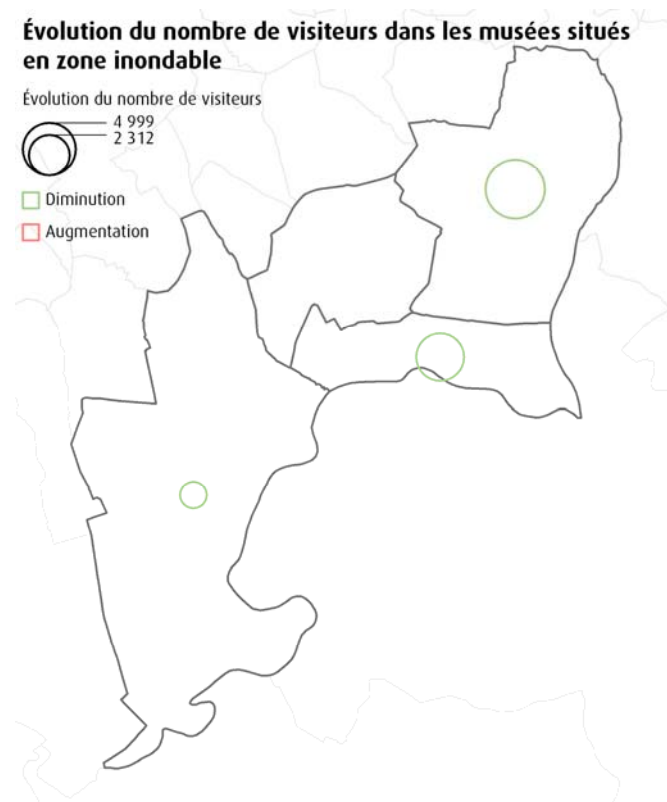 Évolution du nombre de visiteurs dans les musées situés
en zone inondable
Évolution du nombre de visiteurs
4 999
2 312
Diminution
Augmentation